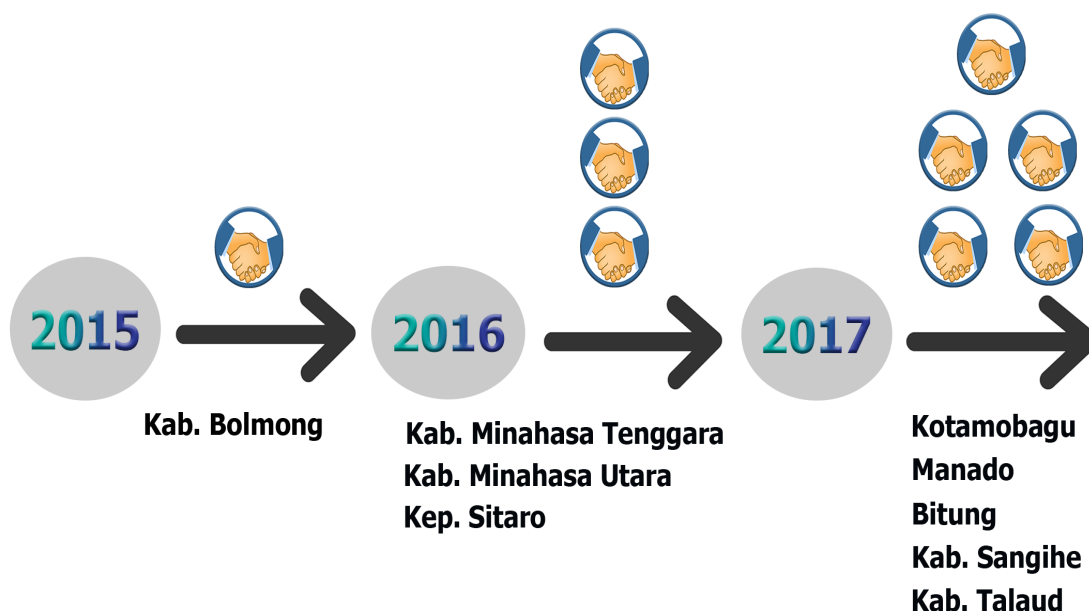 2015
Kab. Bolmong
2016
Kab. Minahasa Tenggara
Kab. Minahasa Utara
Kep. Sitaro
2017
Kotamobagu
Manado
Bitung
Kab. Sangihe
Kab. Talaud